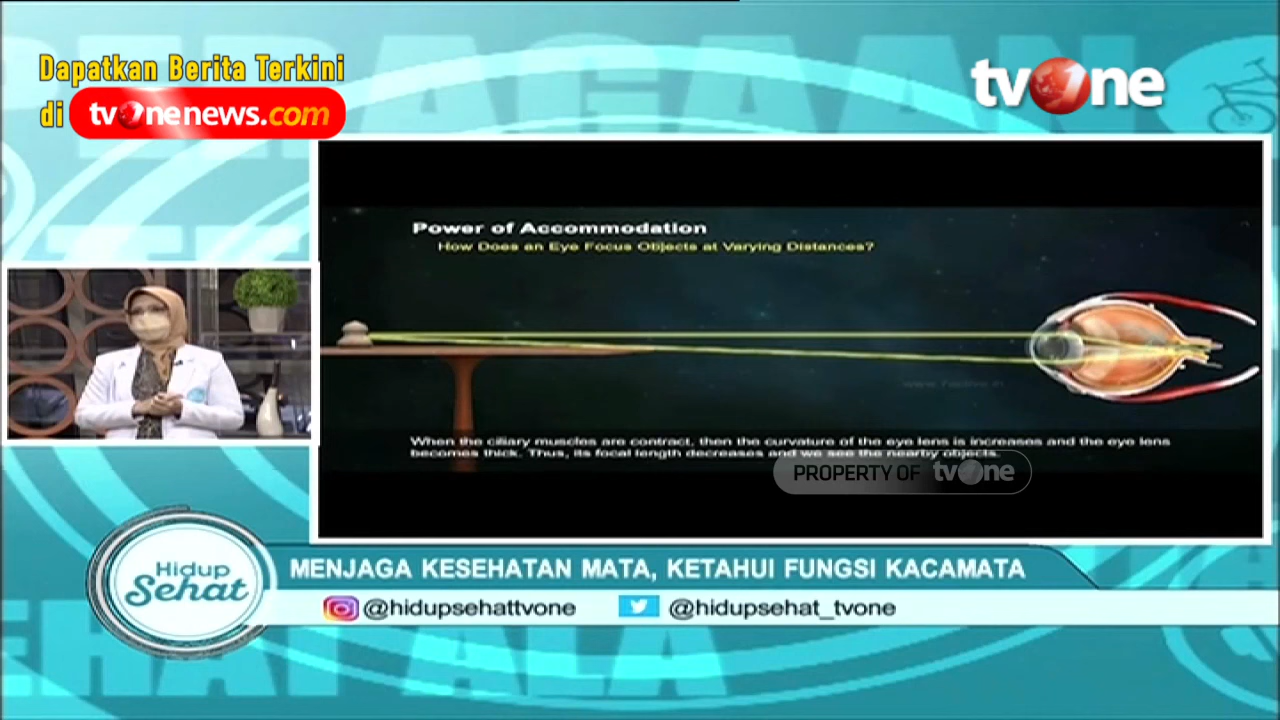 Dapatkan Berita Terkini
di tvonenews.com
tvOne
Power of Accommodation
How Does an Eye Focus Objects at Varying Distances?
When the ciliary muscles are contract, then the curvature of the eye lens is increases and the eye lens
becomes thick. Thus, its focal length decreases and we see the nearby objects.
PROPERTY OF tvOne
Hidup
Sehat
MENJAGA KESEHATAN MATA, KETAHUI FUNGSI KACAMATA
@hidupsehattvone @hidupsehat_tvone
ALA